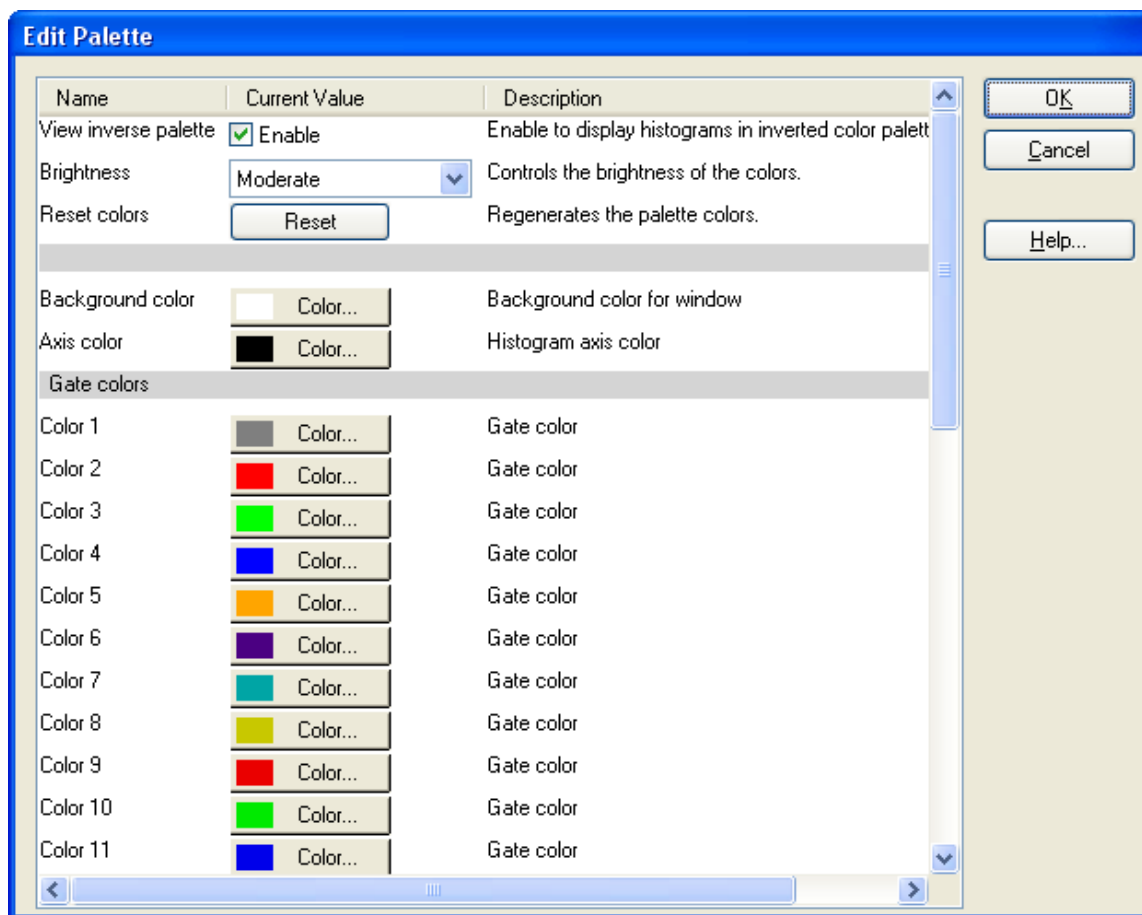 Edit Palette
Name Current Value Description
View inverse palette Enable Enable to display histograms in inverted color palett
Brightness Moderate Controls the brightness of the colors.
Reset colors Reset Regenerates the palette colors.
Background color Color... Background color for window
Axis color Color... Histogram axis color
Gate colors
Color 1 Color... Gate color
Color 2 Color... Gate color
Color 3 Color... Gate color
Color 4 Color... Gate color
Color 5 Color... Gate color
Color 6 Color... Gate color
Color 7 Color... Gate color
Color 8 Color... Gate color
Color 9 Color... Gate color
Color 10 Color... Gate color
Color 11 Color... Gate color
OK
Cancel
Help...